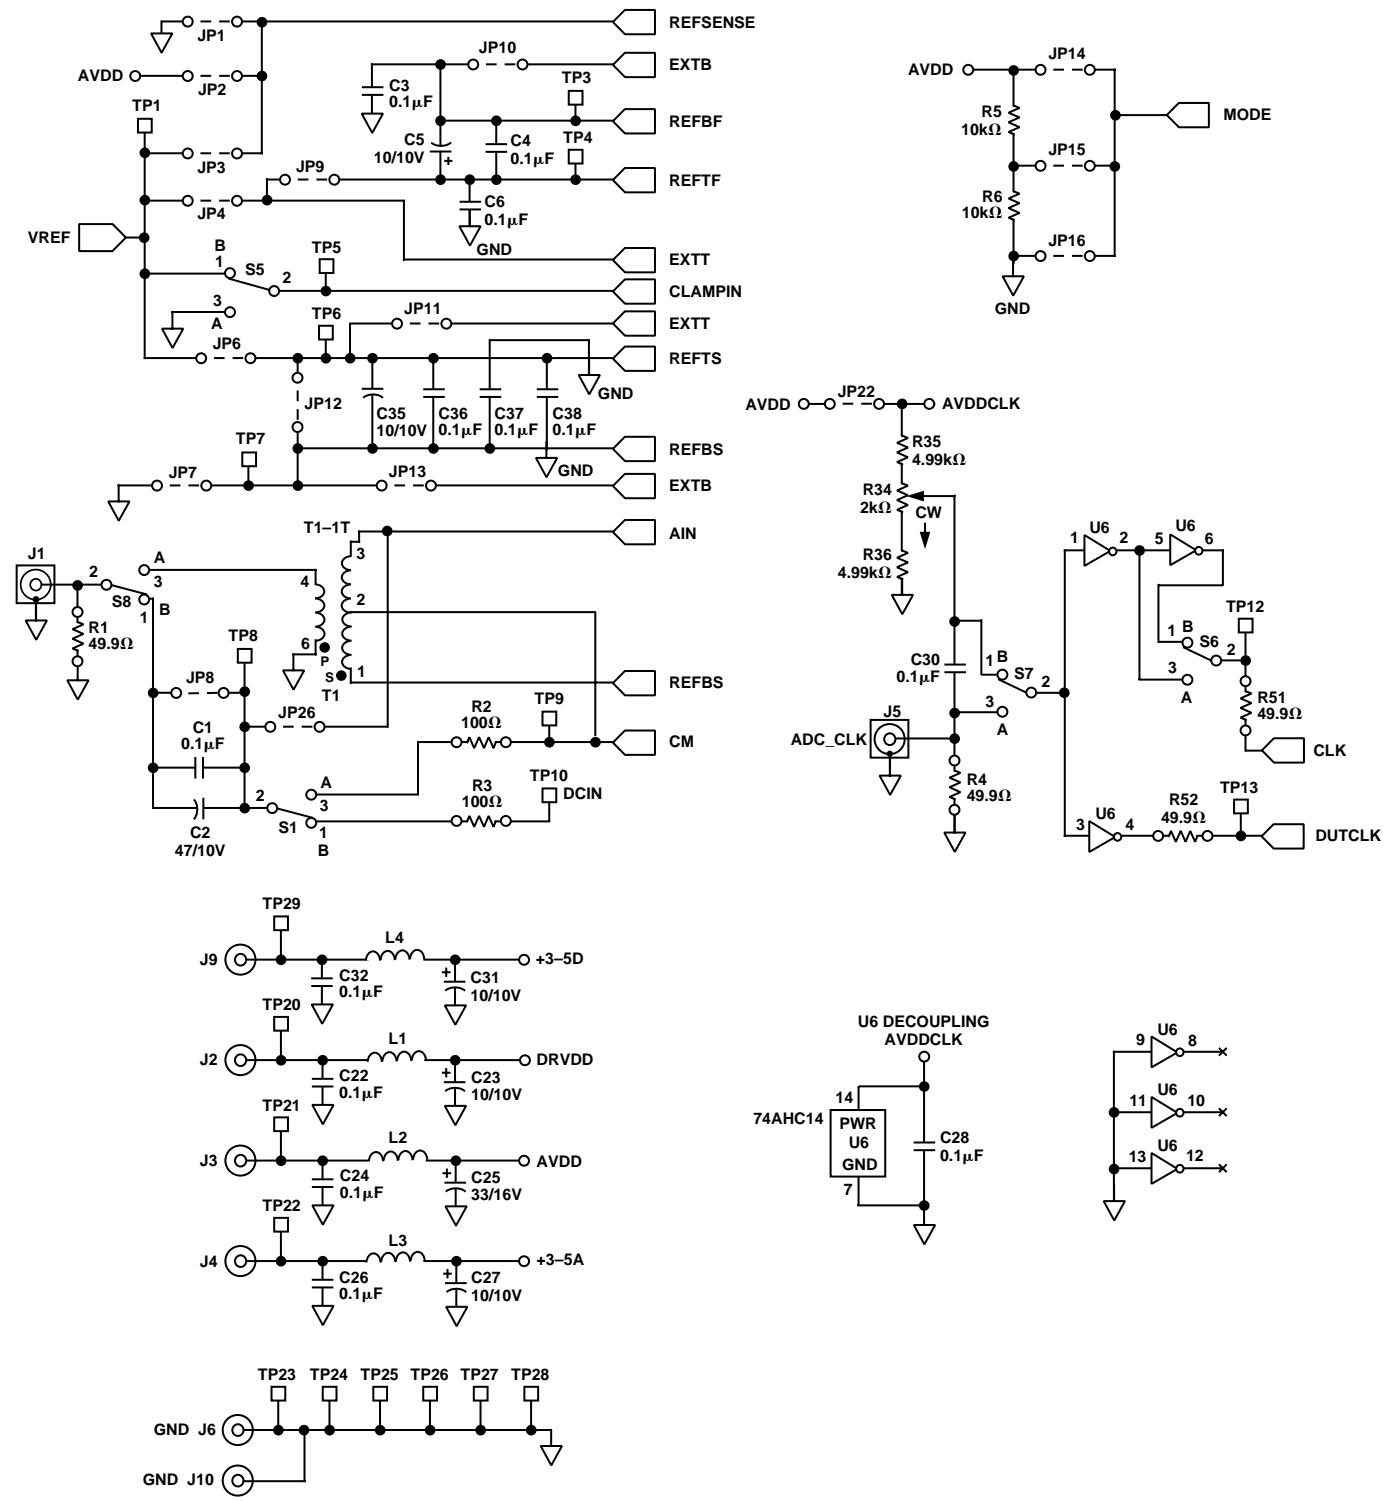 JP1
REFSENSE
AVDD
JP2
TP1
JP3
JP10
EXTB
C3
0.1µF
TP3
REFBF
C5
10/10V
+
C4
0.1µF
TP4
JP9
REFTF
JP4
C6
0.1µF
GND
VREF
EXTT
B
1
S5
2
TP5
CLAMPIN
3
A
JP11
EXTT
TP6
JP6
REFTS
GND
JP12
C35
10/10V
C36
0.1µF
C37
0.1µF
C38
0.1µF
REFBS
GND
TP7
JP7
JP13
EXTB
T1–1T
AIN
J1
2
A
3
S8
1
B
R1
49.9Ω
4
3
2
6
P
S
1
T1
TP8
REFBS
JP8
JP26
C1
0.1µF
R2
100Ω
TP9
CM
A
3
2
S1
1
B
C2
47/10V
R3
100Ω
TP10
DCIN
AVDD
JP14
R5
10kΩ
MODE
JP15
R6
10kΩ
JP16
GND
AVDD
JP22
AVDDCLK
R35
4.99kΩ
R34
2kΩ
CW
R36
4.99kΩ
C30
0.1µF
1
B
S7
2
3
A
J5
ADC_CLK
R4
49.9Ω
1
U6
2
5
U6
6
1
B
S6
2
3
A
TP12
R51
49.9Ω
CLK
3
U6
4
R52
49.9Ω
TP13
DUTCLK
TP29
J9
L4
+3–5D
C32
0.1µF
+
C31
10/10V
TP20
J2
L1
DRVDD
C22
0.1µF
+
C23
10/10V
TP21
J3
L2
AVDD
C24
0.1µF
+
C25
33/16V
TP22
J4
L3
+3–5A
C26
0.1µF
+
C27
10/10V
TP23 TP24 TP25 TP26 TP27 TP28
GND J6
GND J10
U6 DECOUPLING
AVDDCLK
14
74AHC14
PWR
U6
GND
7
C28
0.1µF
9
U6
8
11
U6
10
13
U6
12